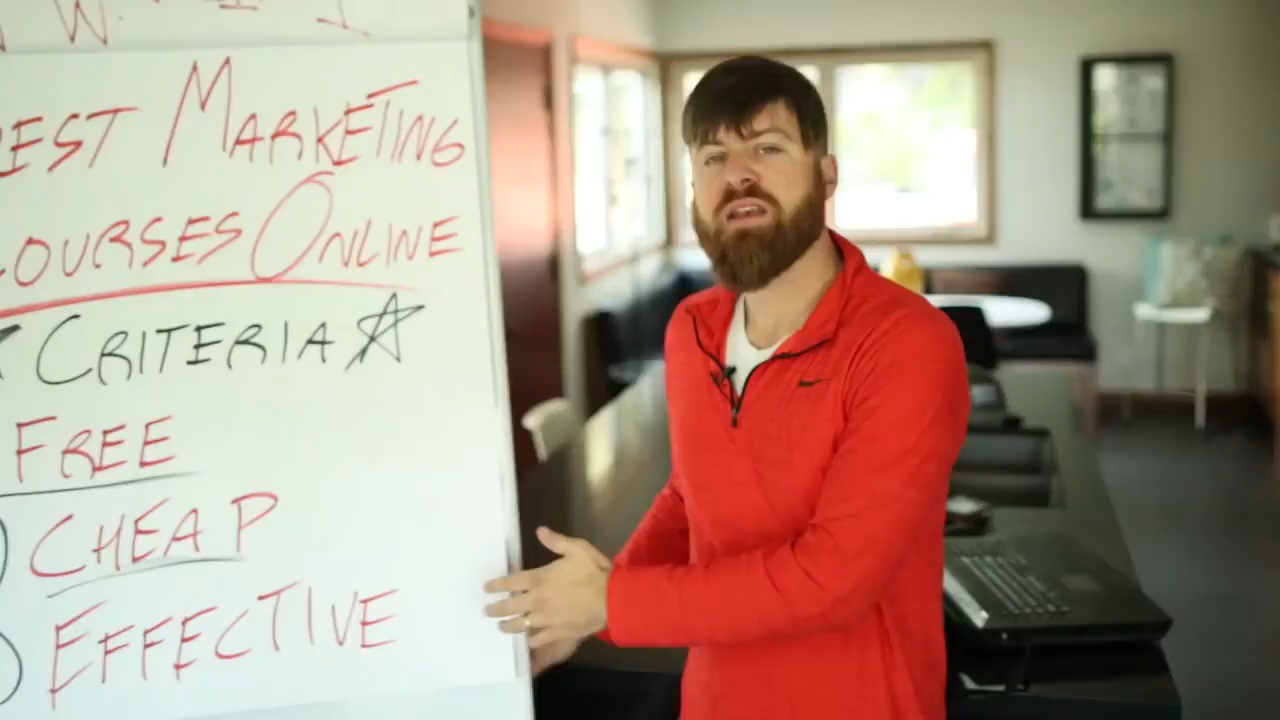 W.
EST MARKETING
OURSES ONLINE
CRITERIA
FREE
CHEAP
EFFECTIVE